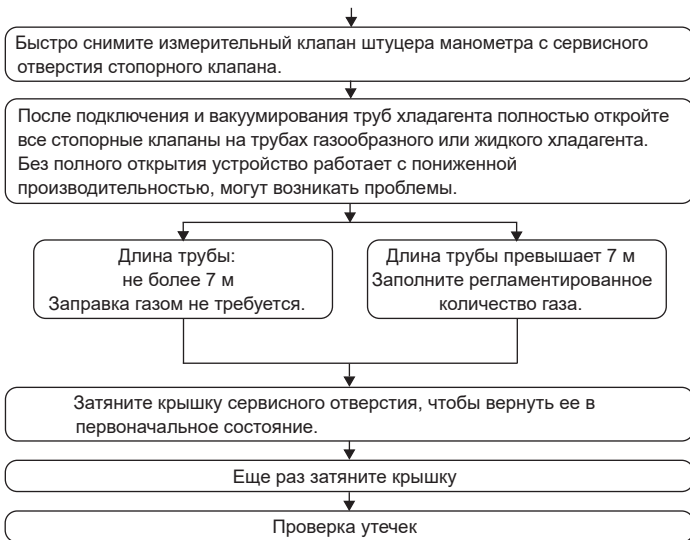 Быстро снимите измерительный клапан штуцера манометра с сервисного
отверстия стопорного клапана.
После подключения и вакуумирования труб хладагента полностью откройте
все стопорные клапаны на трубах газообразного или жидкого хладагента.
Без полного открытия устройство работает с пониженной
производительностью, могут возникать проблемы.
Длина трубы:
не более 7 м
Заправка газом не требуется.
Длина трубы превышает 7 м
Заполните регламентированное
количество газа.
Затяните крышку сервисного отверстия, чтобы вернуть ее в
первоначальное состояние.
Еще раз затяните крышку
Проверка утечек